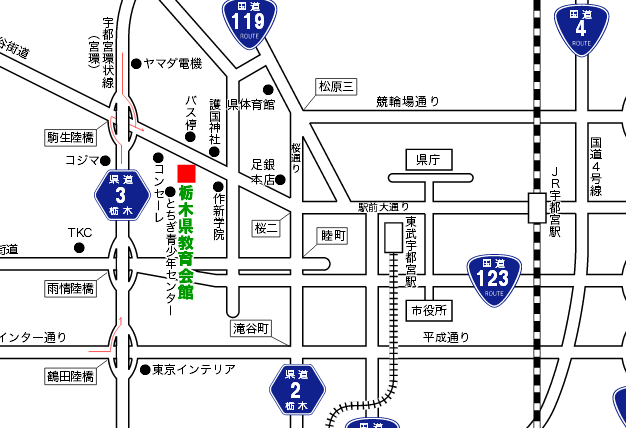 国道
119
ROUTE
国道
4
ROUTE
宇都宮環状線
（宮環）
谷街道
ヤマダ電機
松原三
競輪場通り
バス停
護国神社
県体育館
駒生陸橋
コジマ
桜通り
県庁
国道4号線
JR宇都宮駅
足銀
本店
コンセーレ
県道
3
栃木
栃木県教育会館
とちぎ青少年センター
作新学院
駅前大通り
桜二
睦町
東武宇都宮駅
TKC
街道
国道
123
ROUTE
雨情陸橋
市役所
滝谷町
インター通り
平成通り
鶴田陸橋
東京インテリア
県道
2
栃木
国道